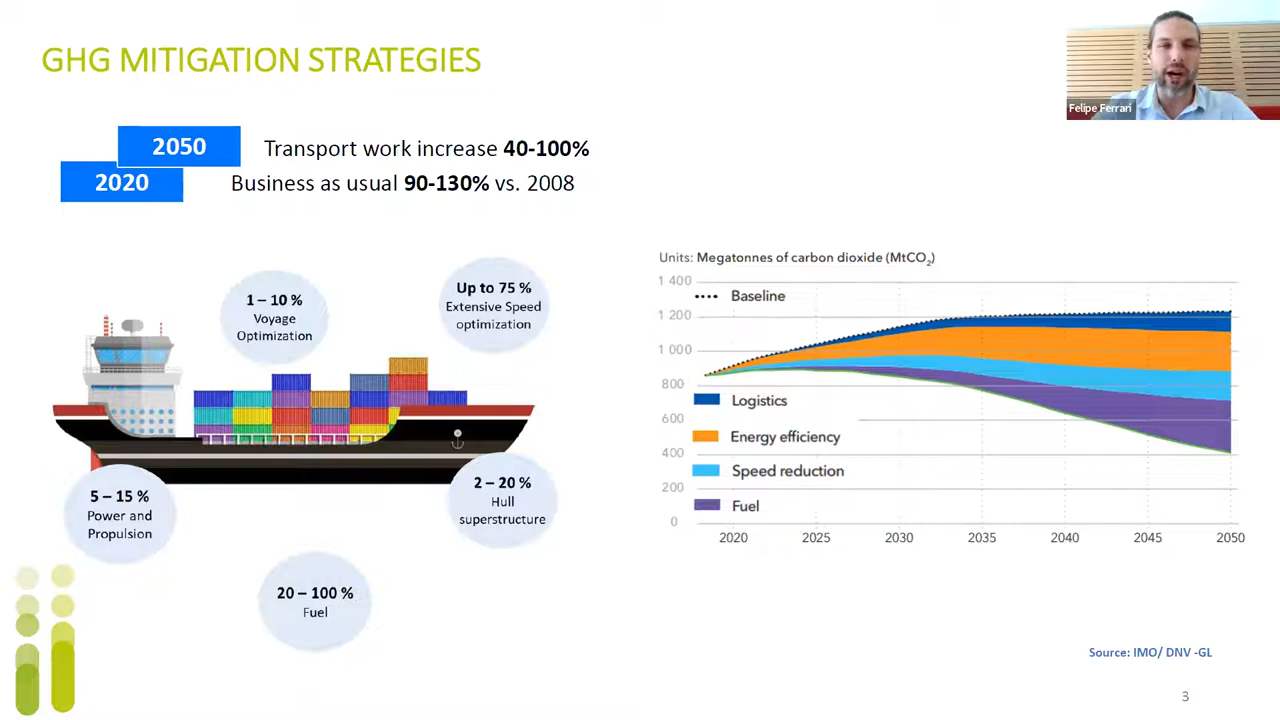 GHG MITIGATION STRATEGIES
Felipe Ferrari
2050
Transport work increase 40-100%
2020
Business as usual 90-130% vs. 2008
1 – 10 %
Voyage
Optimization
Up to 75 %
Extensive Speed
optimization
5 – 15 %
Power and
Propulsion
2 – 20 %
Hull
superstructure
20 – 100 %
Fuel
Units: Megatonnes of carbon dioxide (MtCO₂)
1 400
Baseline
1 200
1 000
800
Logistics
600
Energy efficiency
400
Speed reduction
200
Fuel
0
2020 2025 2030 2035 2040 2045 2050
Source: IMO/ DNV -GL
3